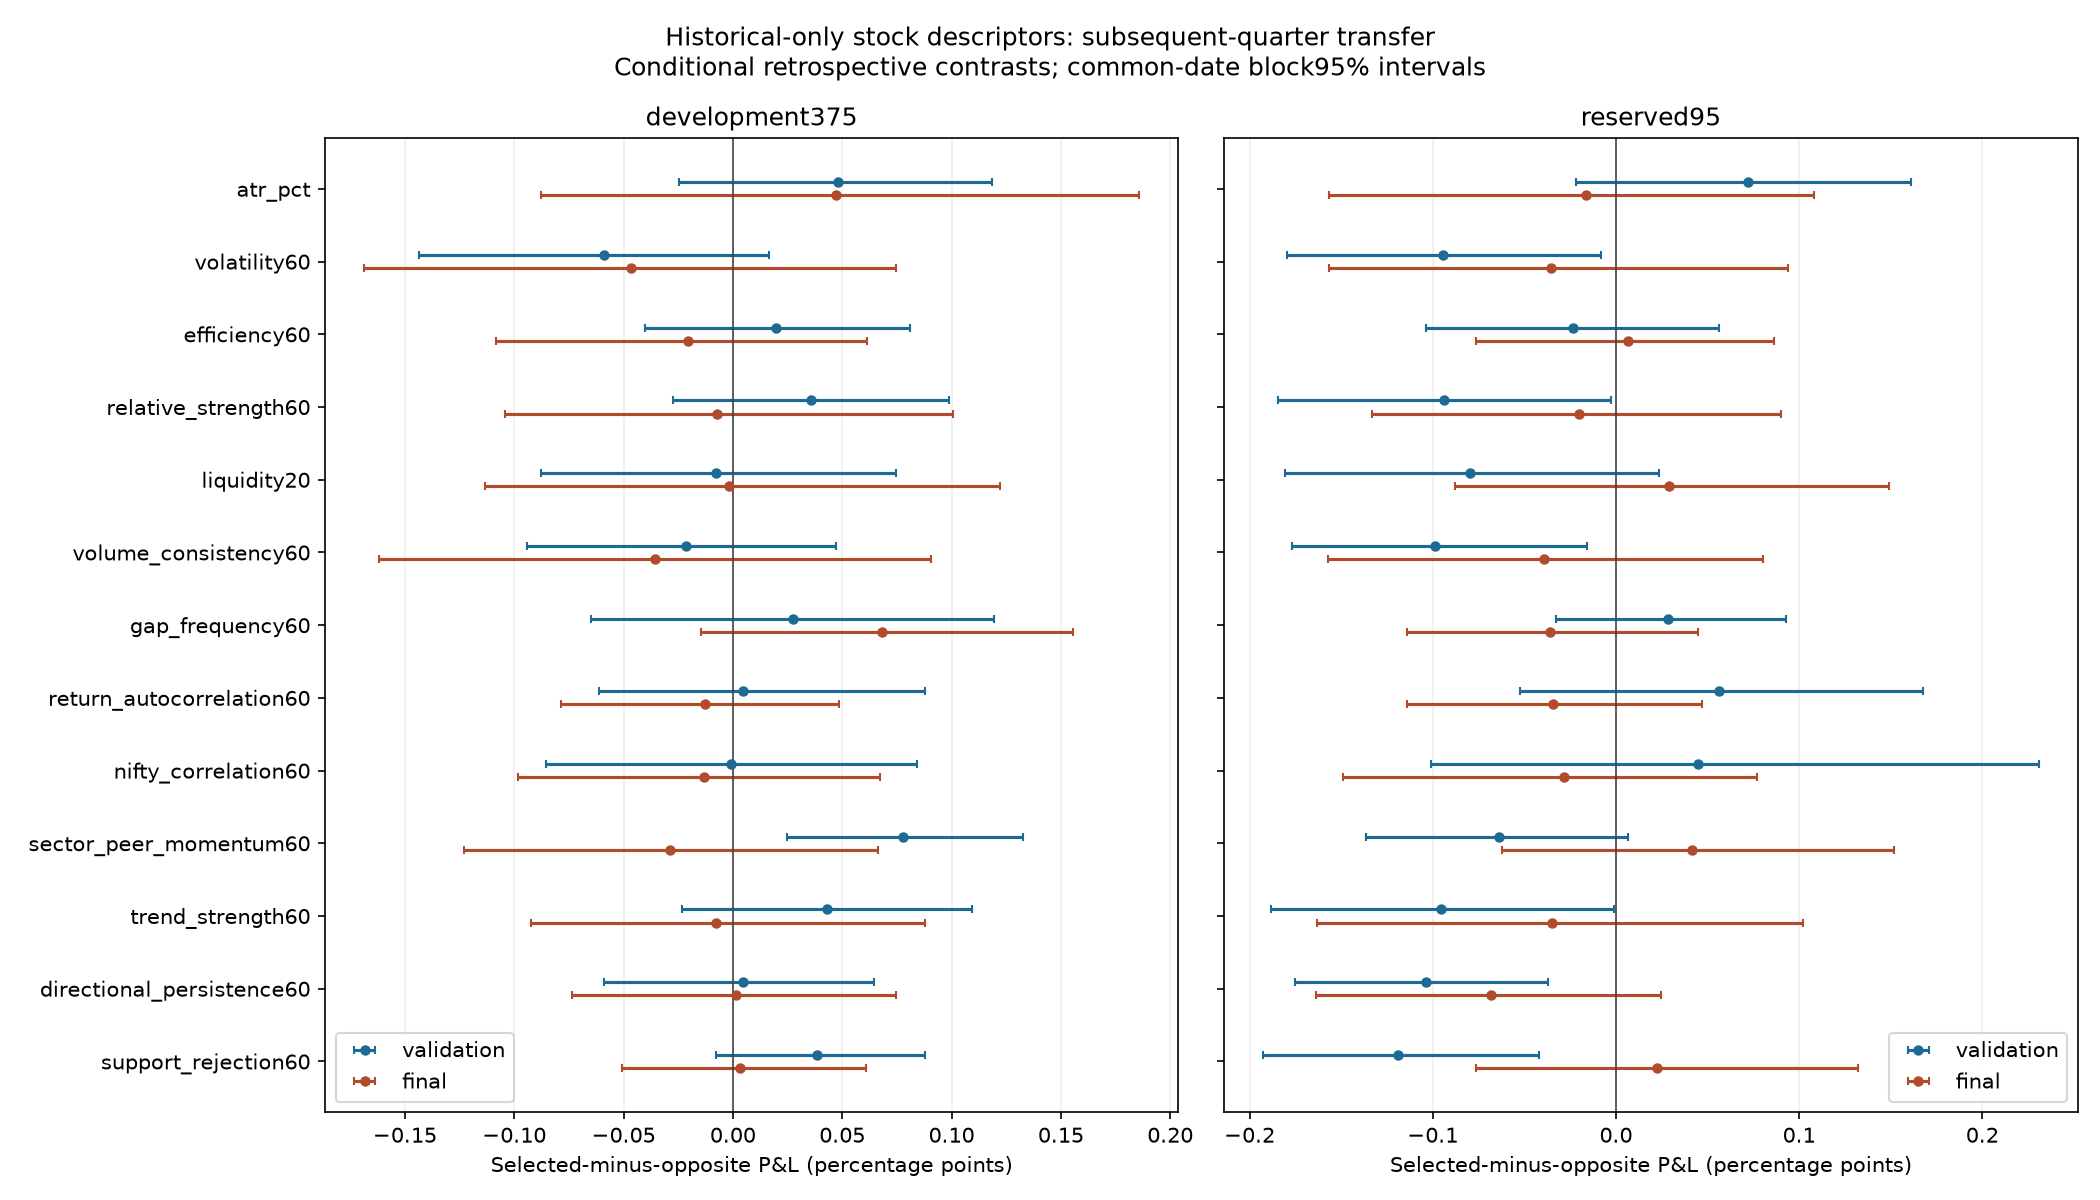 Historical-only stock descriptors: subsequent-quarter transfer
Conditional retrospective contrasts; common-date block95% intervals
development375
reserved95
atr_pct
volatility60
efficiency60
relative_strength60
liquidity20
volume_consistency60
gap_frequency60
return_autocorrelation60
nifty_correlation60
sector_peer_momentum60
trend_strength60
directional_persistence60
support_rejection60
validation
final
validation
final
−0.15 −0.10 −0.05 0.00 0.05 0.10 0.15 0.20
−0.2 −0.1 0.0 0.1 0.2
Selected-minus-opposite P&L (percentage points)
Selected-minus-opposite P&L (percentage points)